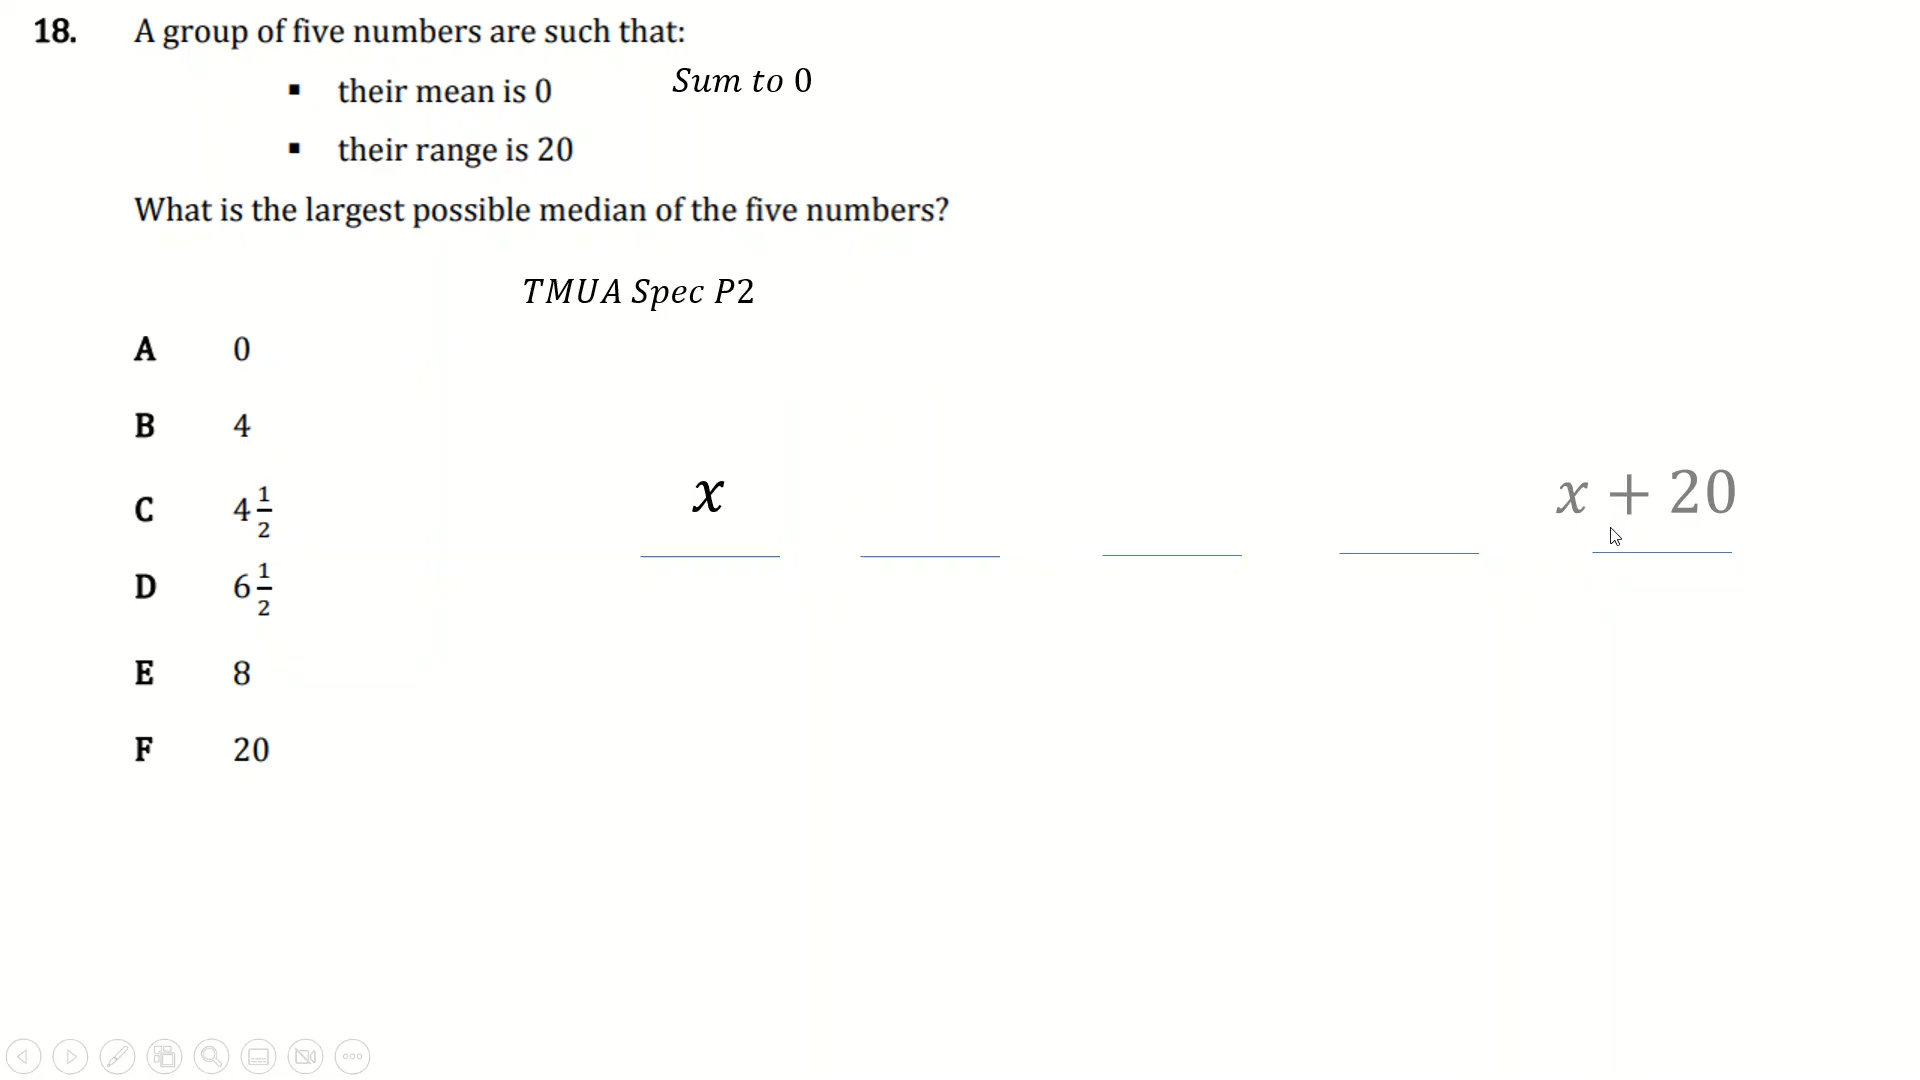 18. A group of five numbers are such that:
▪ their mean is 0
Sum to 0
▪ their range is 20
What is the largest possible median of the five numbers?
TMUA Spec P2
A 0
B 4
C 4 1/2
D 6 1/2
E 8
F 20
x
x + 20